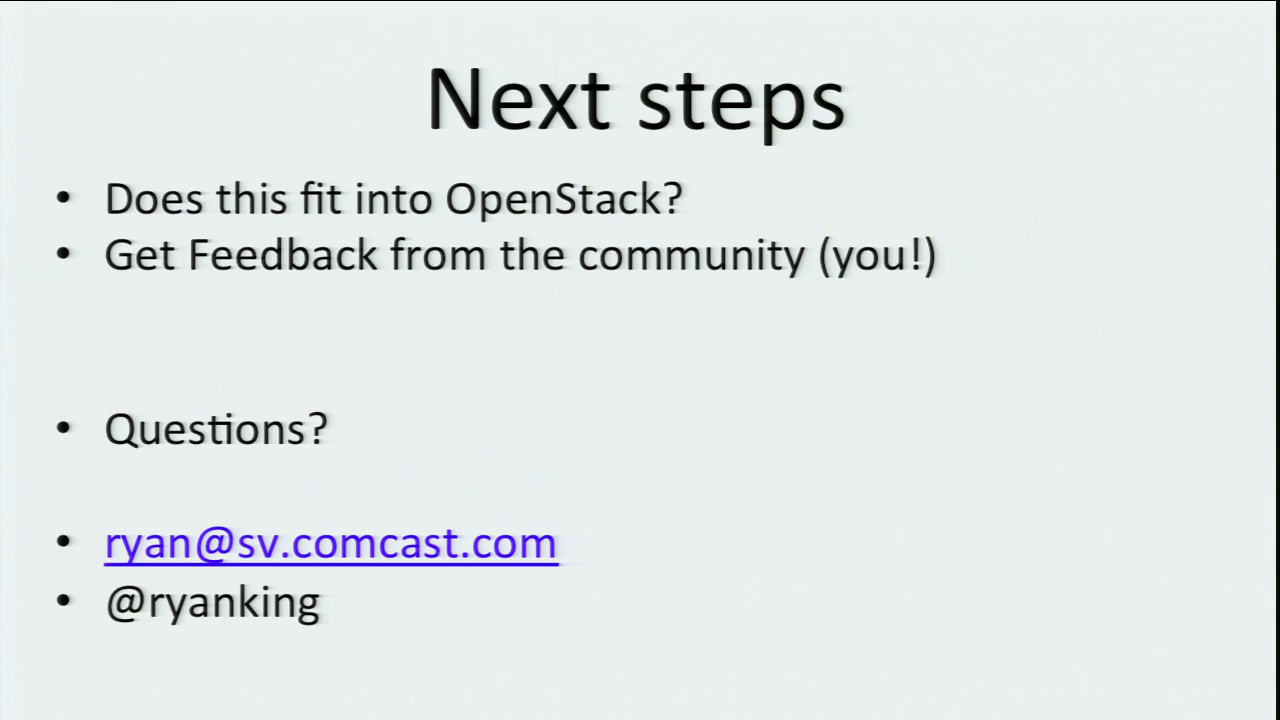 Next steps
• Does this fit into OpenStack?
• Get Feedback from the community (you!)
• Questions?
• ryan@sv.comcast.com
• @ryanking